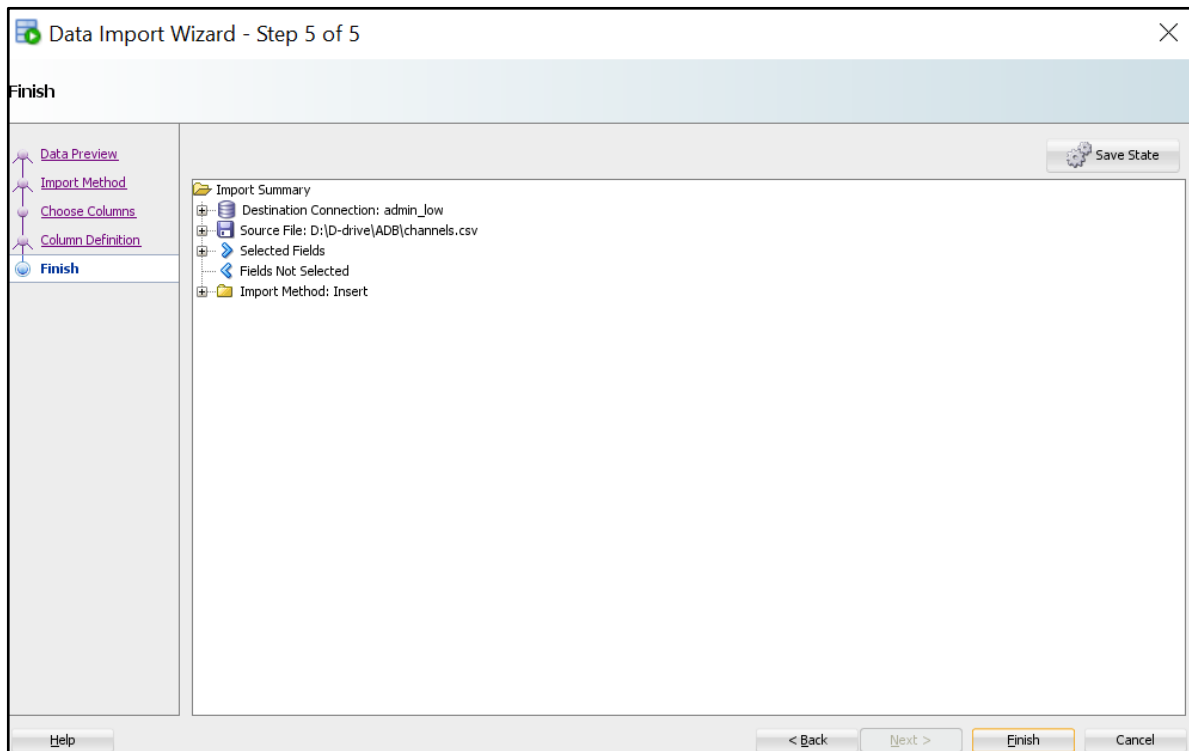 Data Import Wizard - Step 5 of 5
Finish
Data Preview
Import Method
Choose Columns
Column Definition
Finish
Save State
Import Summary
Destination Connection: admin_low
Source File: D:\D-drive\ADB\channels.csv
Selected Fields
Fields Not Selected
Import Method: Insert
Help
< Back
Next >
Finish
Cancel